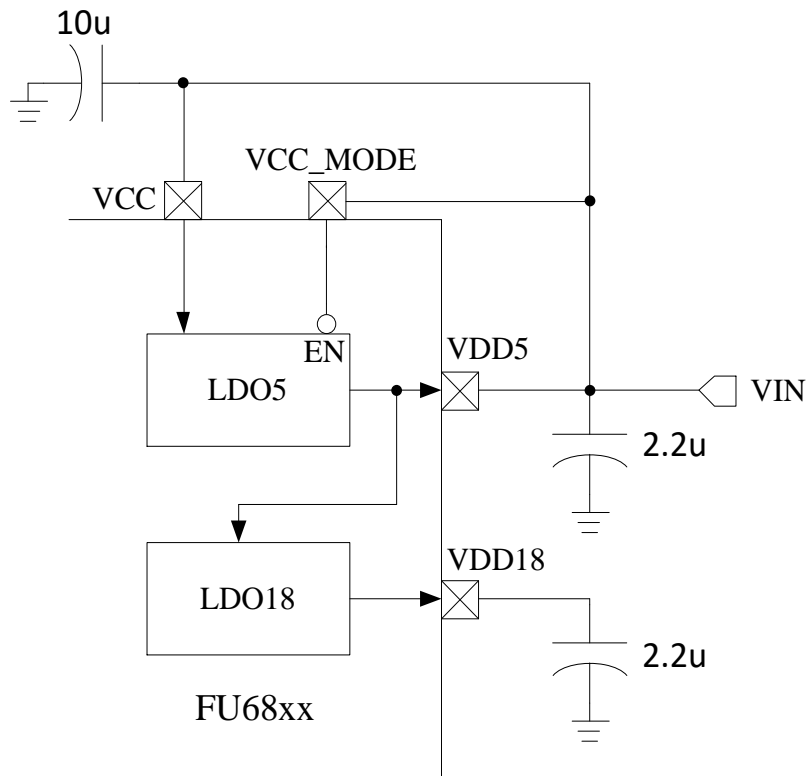 10u
VCC_MODE
VCC
EN
LDO5
VDD5
VIN
2.2u
LDO18
VDD18
2.2u
FU68xx